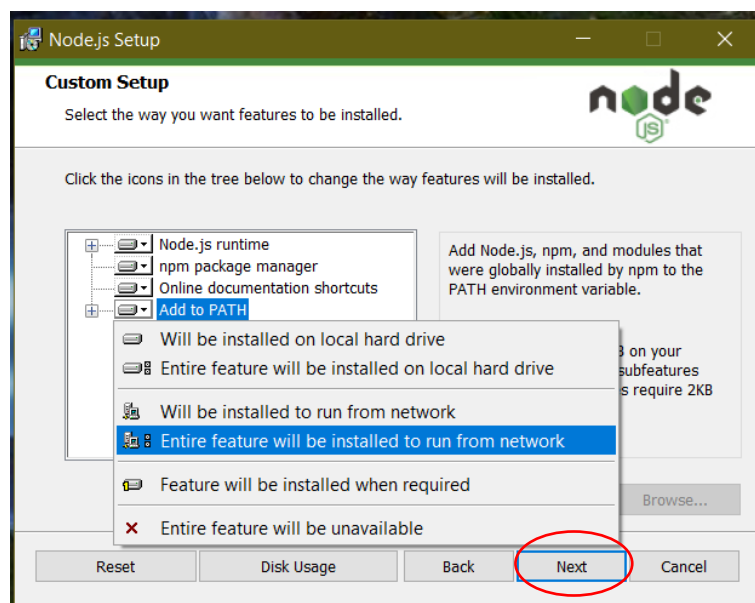 Node.js Setup
Custom Setup
Select the way you want features to be installed.
node
JS
Click the icons in the tree below to change the way features will be installed.
Node.js runtime
npm package manager
Online documentation shortcuts
Add to PATH
Add Node.js, npm, and modules that
were globally installed by npm to the
PATH environment variable.
Will be installed on local hard drive
Entire feature will be installed on local hard drive
Will be installed to run from network
Entire feature will be installed to run from network
Feature will be installed when required
Entire feature will be unavailable
on your
subfeatures
require 2KB
Browse...
Reset
Disk Usage
Back
Next
Cancel